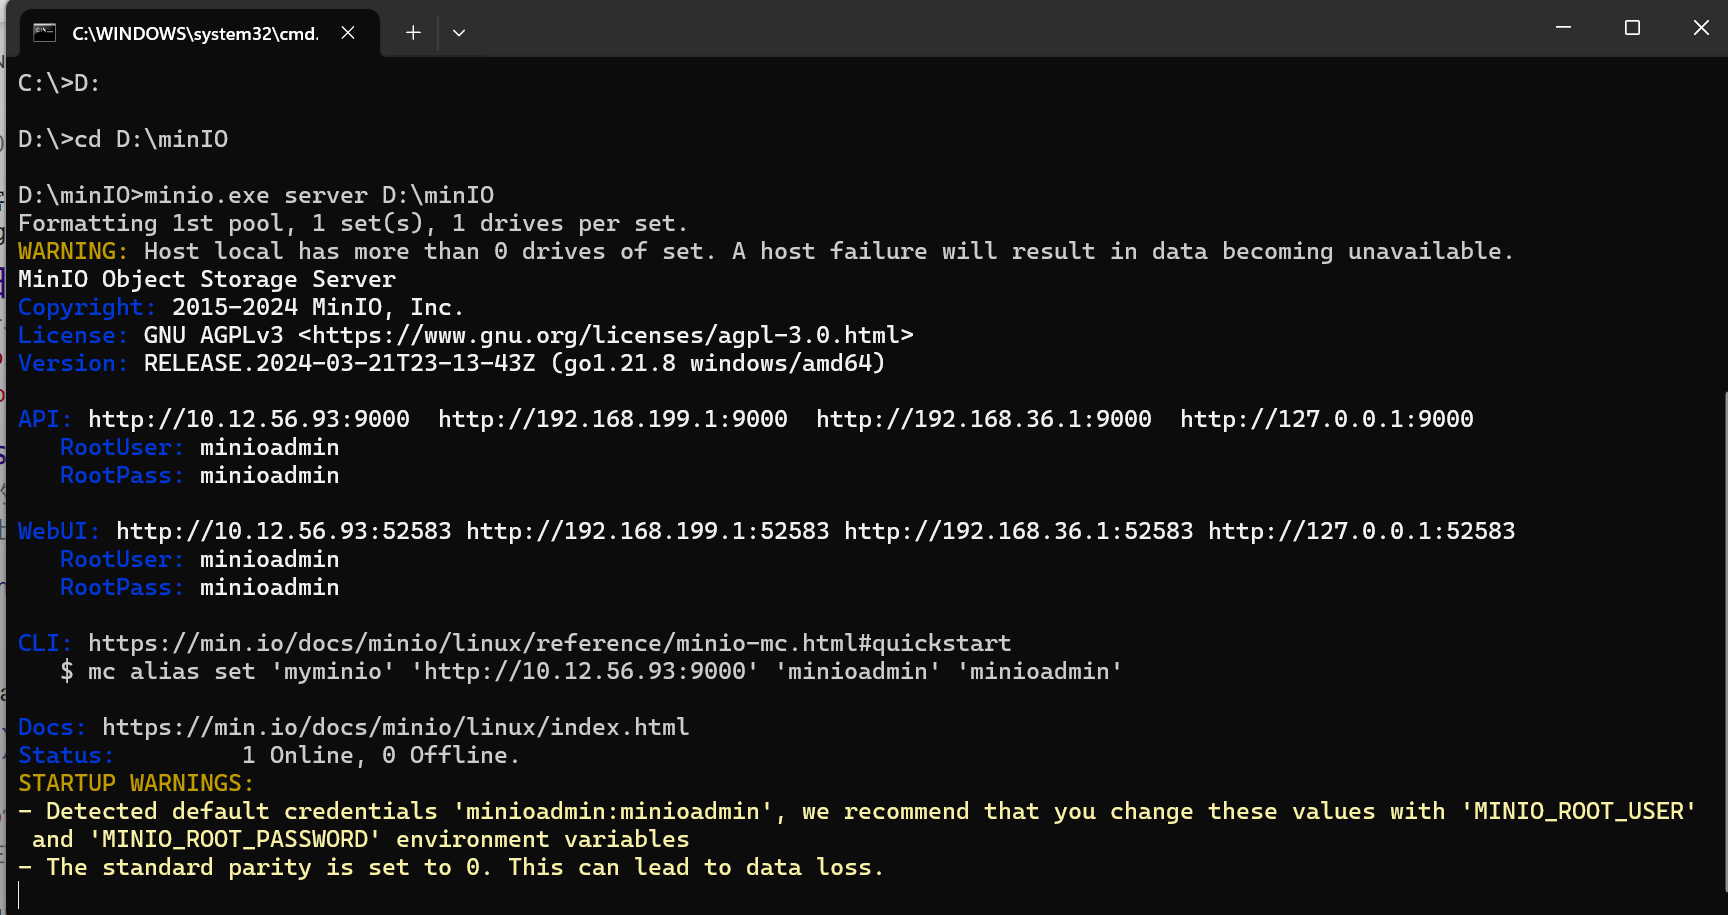 C:\WINDOWS\system32\cmd.
C:\>D:
D:\>cd D:\minIO
D:\minIO>minio.exe server D:\minIO
Formatting 1st pool, 1 set(s), 1 drives per set.
WARNING: Host local has more than 0 drives of set. A host failure will result in data becoming unavailable.
MinIO Object Storage Server
Copyright: 2015-2024 MinIO, Inc.
License: GNU AGPLv3 <https://www.gnu.org/licenses/agpl-3.0.html>
Version: RELEASE.2024-03-21T23-13-43Z (go1.21.8 windows/amd64)
API: http://10.12.56.93:9000  http://192.168.199.1:9000  http://192.168.36.1:9000  http://127.0.0.1:9000
   RootUser: minioadmin
   RootPass: minioadmin
WebUI: http://10.12.56.93:52583 http://192.168.199.1:52583 http://192.168.36.1:52583 http://127.0.0.1:52583
   RootUser: minioadmin
   RootPass: minioadmin
CLI: https://min.io/docs/minio/linux/reference/minio-mc.html#quickstart
   $ mc alias set 'myminio' 'http://10.12.56.93:9000' 'minioadmin' 'minioadmin'
Docs: https://min.io/docs/minio/linux/index.html
Status:         1 Online, 0 Offline.
STARTUP WARNINGS:
- Detected default credentials 'minioadmin:minioadmin', we recommend that you change these values with 'MINIO_ROOT_USER'
 and 'MINIO_ROOT_PASSWORD' environment variables
- The standard parity is set to 0. This can lead to data loss.